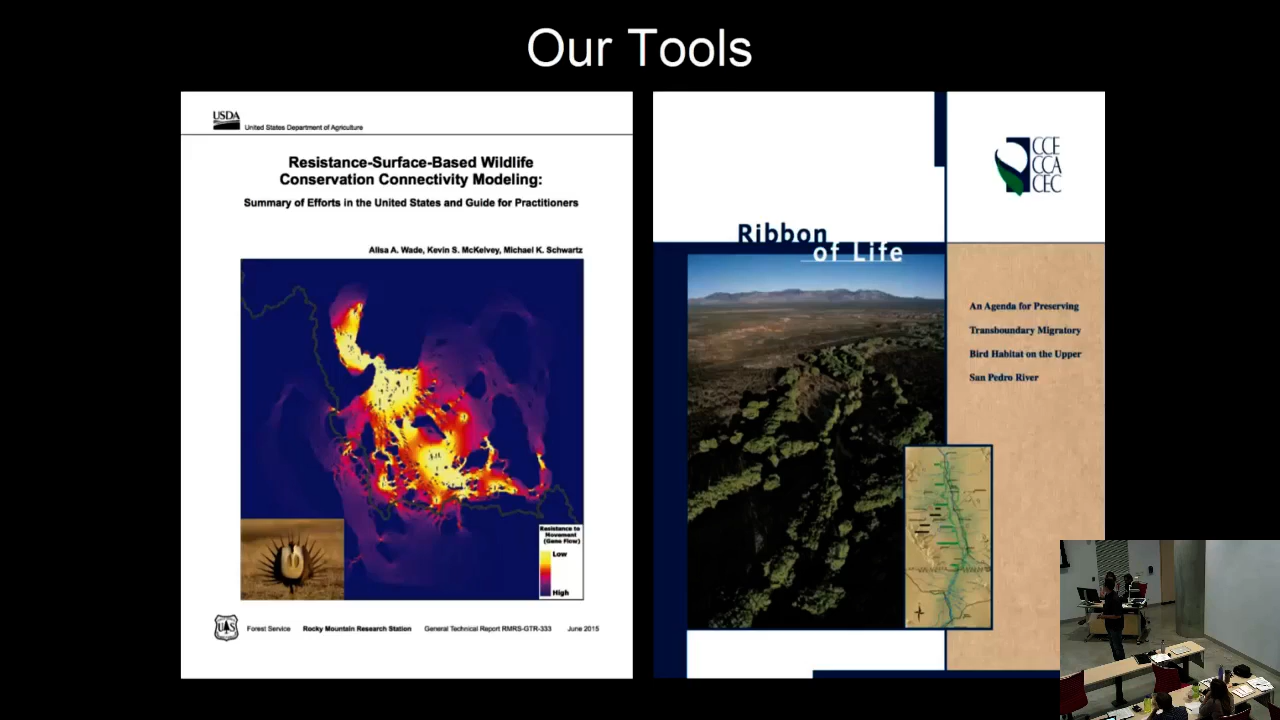 Our Tools
USDA
United States Department of Agriculture
Resistance-Surface-Based Wildlife
Conservation Connectivity Modeling:
Summary of Efforts in the United States and Guide for Practitioners
Alisa A. Wade, Kevin S. McKelvey, Michael K. Schwartz
Resistance to
Movement
(Gene Flow)
Low
High
Forest Service Rocky Mountain Research Station General Technical Report RMRS-GTR-333 June 2015
CCE
CCA
CEC
Ribbon
of Life
An Agenda for Preserving
Transboundary Migratory
Bird Habitat on the Upper
San Pedro River